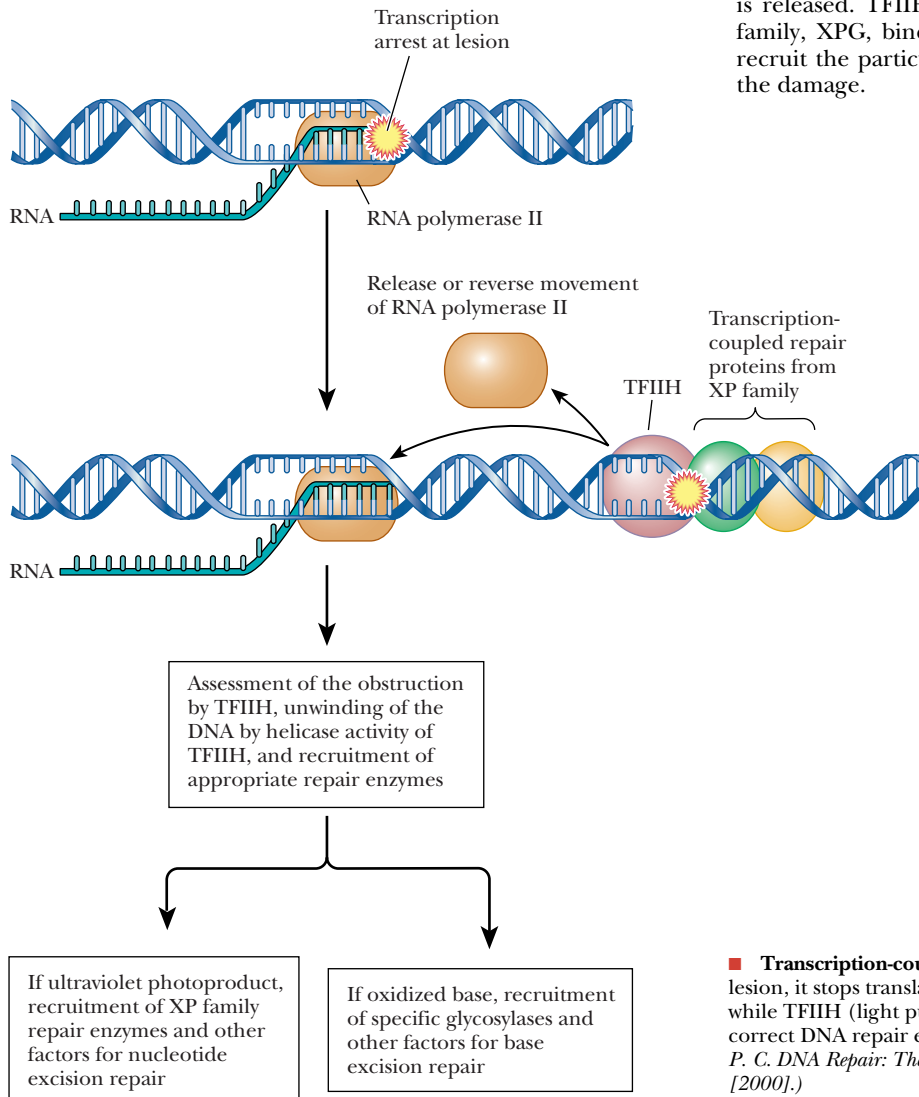 is released. TFIIH
family, XPG, bind
recruit the particu
the damage.
Transcription
arrest at lesion
RNA
RNA polymerase II
Release or reverse movement
of RNA polymerase II
Transcription-
coupled repair
proteins from
XP family
TFIIH
RNA
Assessment of the obstruction
by TFIIH, unwinding of the
DNA by helicase activity of
TFIIH, and recruitment of
appropriate repair enzymes
If ultraviolet photoproduct,
recruitment of XP family
repair enzymes and other
factors for nucleotide
excision repair
If oxidized base, recruitment
of specific glycosylases and
other factors for base
excision repair
■ Transcription-cou
lesion, it stops transla
while TFIIH (light pu
correct DNA repair e
P. C. DNA Repair: The
[2000].)